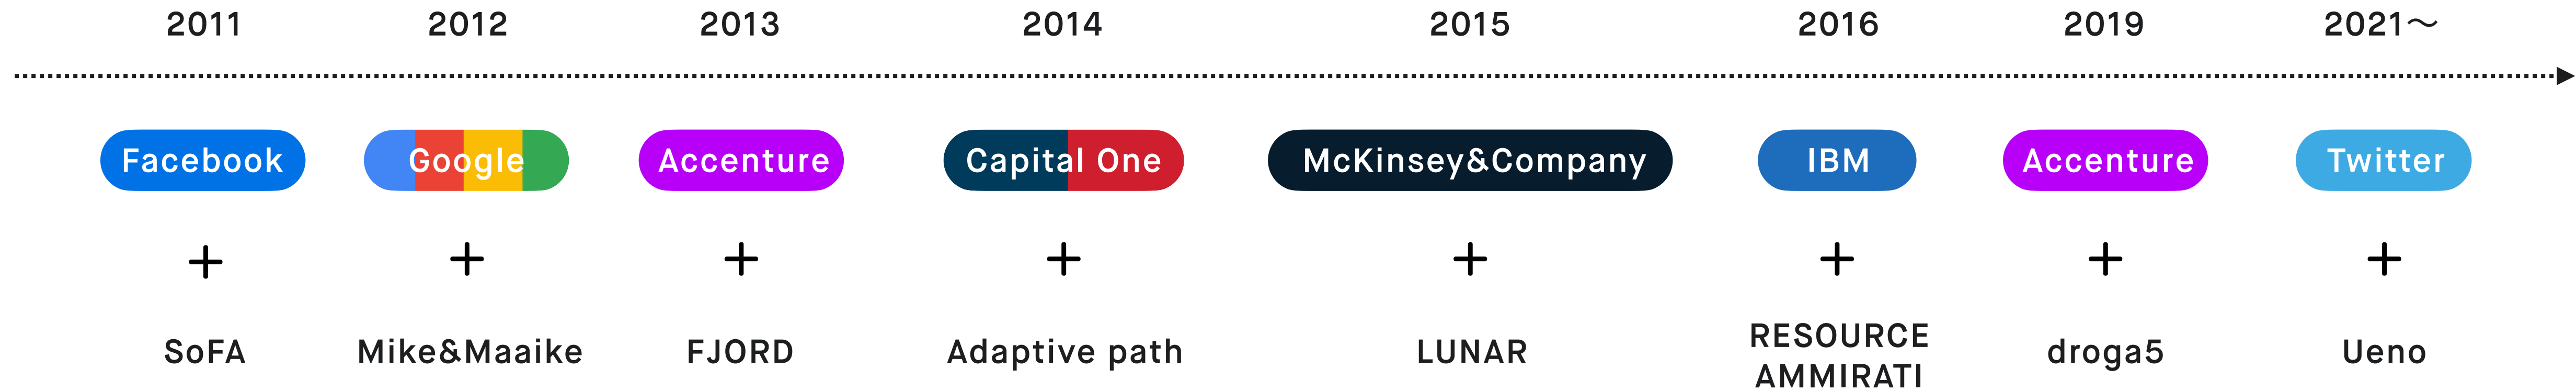 2011 2012 2013 2014 2015 2016 2019 2021〜
Facebook Google Accenture Capital One McKinsey&Company IBM Accenture Twitter
+ + + + + + + +
SoFA Mike&Maaike FJORD Adaptive path LUNAR RESOURCE AMMIRATI droga5 Ueno